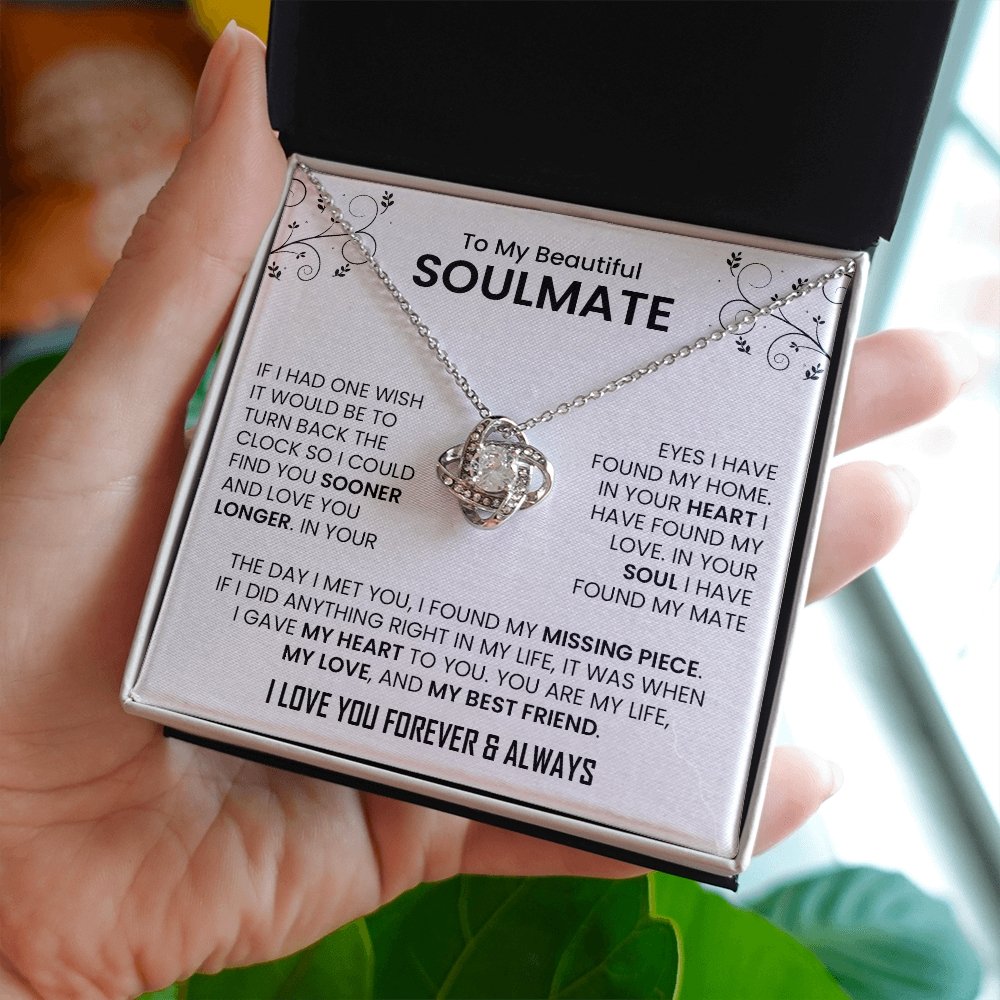 To My Beautiful
SOULMATE
IF I HAD ONE WISH
IT WOULD BE TO
TURN BACK THE
CLOCK SO I COULD
FIND YOU SOONER
AND LOVE YOU
LONGER. IN YOUR
EYES I HAVE
FOUND MY HOME.
IN YOUR HEART I
HAVE FOUND MY
LOVE. IN YOUR
SOUL I HAVE
FOUND MY MATE
THE DAY I MET YOU, I FOUND MY MISSING PIECE.
IF I DID ANYTHING RIGHT IN MY LIFE, IT WAS WHEN
I GAVE MY HEART TO YOU. YOU ARE MY LIFE,
MY LOVE, AND MY BEST FRIEND.
I LOVE YOU FOREVER & ALWAYS